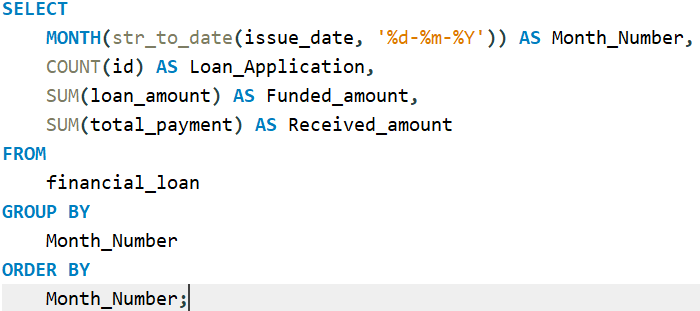 SELECT
MONTH(str_to_date(issue_date, '%d-%m-%Y')) AS Month_Number,
COUNT(id) AS Loan_Application,
SUM(loan_amount) AS Funded_amount,
SUM(total_payment) AS Received_amount
FROM
financial_loan
GROUP BY
Month_Number
ORDER BY
Month_Number;